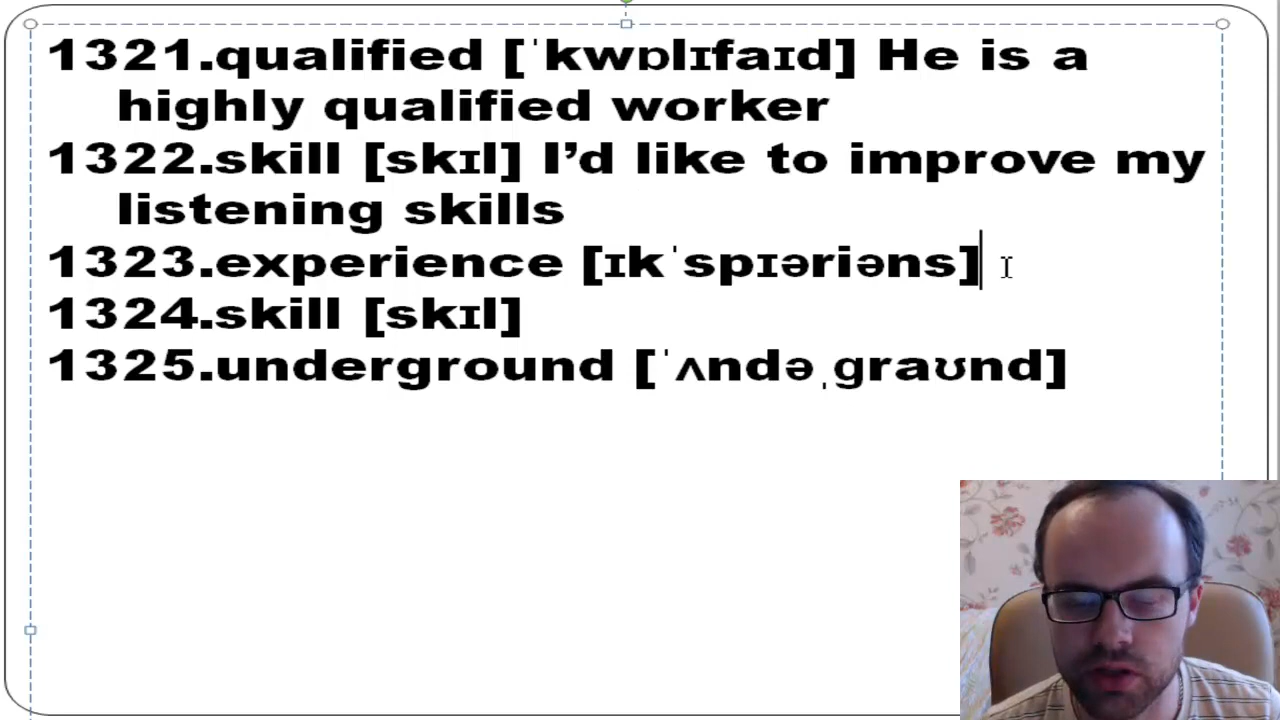 1321.qualified [ˈkwɒlɪfaɪd] He is a
highly qualified worker
1322.skill [skɪl] I’d like to improve my
listening skills
1323.experience [ɪkˈspɪəriəns]
1324.skill [skɪl]
1325.underground [ˈʌndəˌgraʊnd]